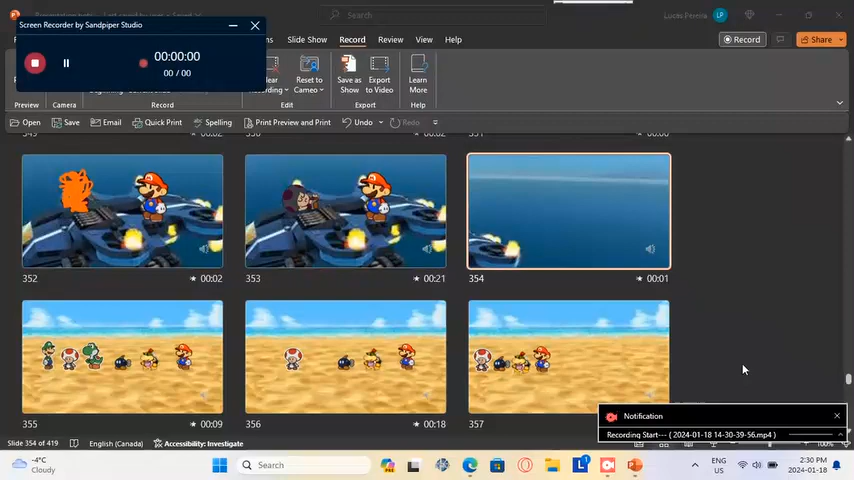 Screen Recorder by Sandpiper Studio
00:00:00
00 / 00
Search
Lucas Pereira
LP
Slide Show
Record
Review
View
Help
Record
Share
Recording
Reset to Cameo
Save as Show
Export to Video
Learn More
Preview
Camera
Record
Edit
Export
Help
Open
Save
Email
Quick Print
Spelling
Print Preview and Print
Undo
Redo
352
00:02
353
00:21
354
00:01
355
00:09
356
00:18
357
Notification
Recording Start--- ( 2024-01-18 14-30-39-56.mp4 )
Slide 354 of 419
English (Canada)
Accessibility: Investigate
-4°C
Cloudy
Search
ENG
US
2:30 PM
2024-01-18